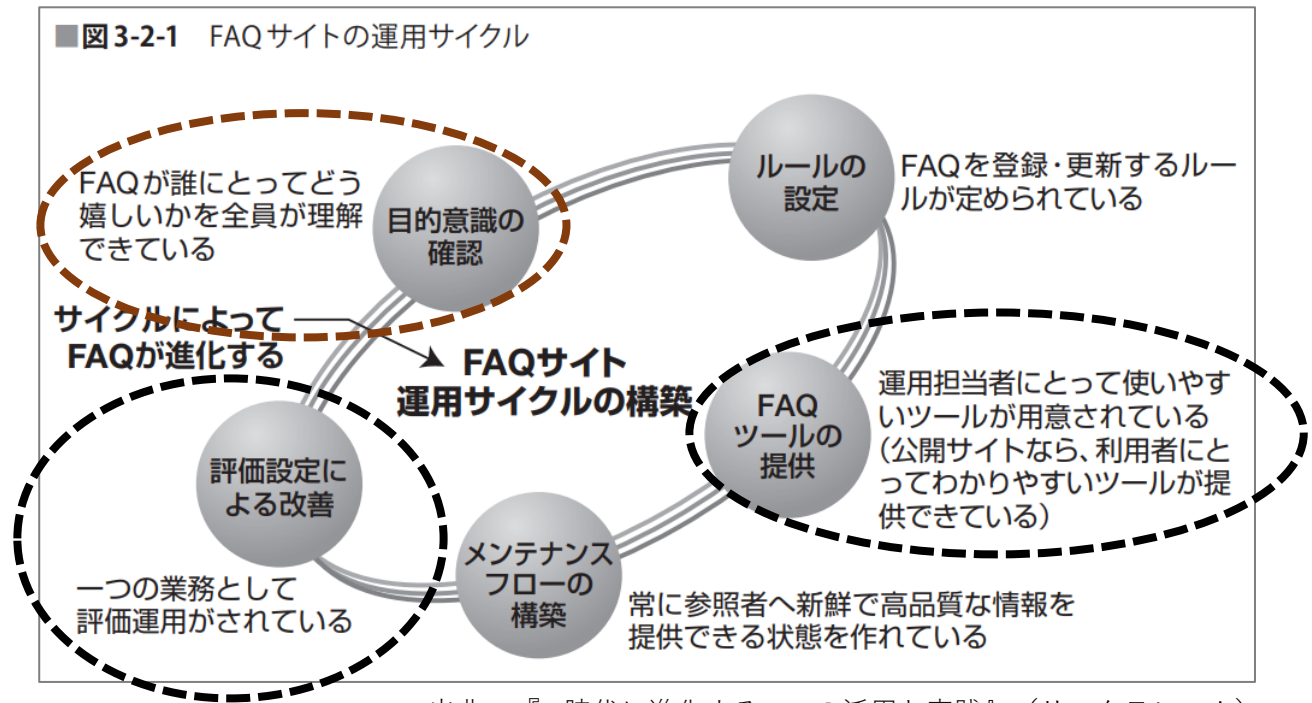 ■図3-2-1 FAQサイトの運用サイクル
FAQが誰にとってどう
嬉しいかを全員が理解
できている
目的意識の
確認
ルールの
設定
FAQを登録・更新するルー
ルが定められている
サイクルによって
FAQが進化する
FAQサイト
運用サイクルの構築
FAQ
ツールの
提供
運用担当者にとって使いやす
いツールが用意されている
(公開サイトなら、利用者にと
ってわかりやすいツールが提
供できている)
評価設定に
よる改善
一つの業務として
評価運用がされている
メンテナンス
フローの
構築
常に参照者へ新鮮で高品質な情報を
提供できる状態を作れている